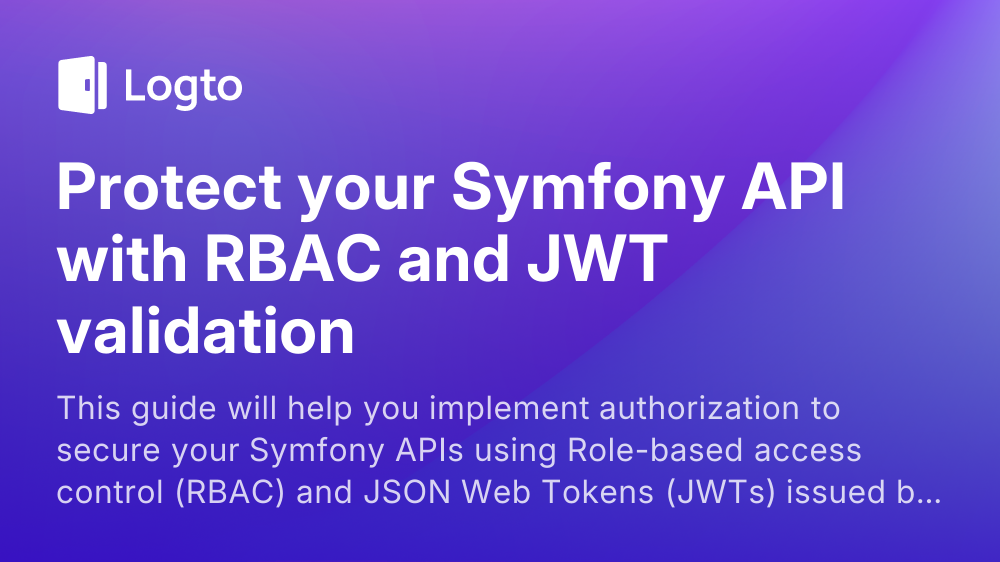 Logto
Protect your Symfony API
with RBAC and JWT
validation
This guide will help you implement authorization to
secure your Symfony APIs using Role-based access
control (RBAC) and JSON Web Tokens (JWTs) issued b...